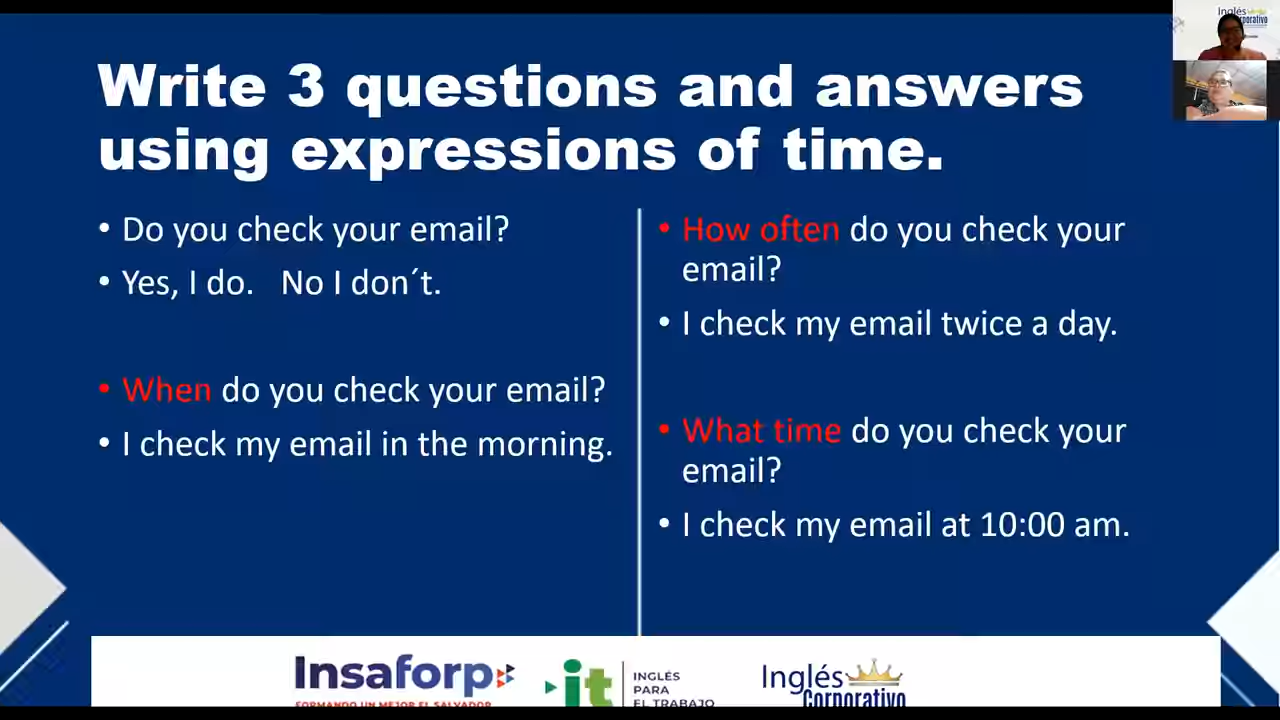 Write 3 questions and answers
using expressions of time.
• Do you check your email?
• Yes, I do.   No I don´t.
• When do you check your email?
• I check my email in the morning.
• How often do you check your
email?
• I check my email twice a day.
• What time do you check your
email?
• I check my email at 10:00 am.
Insaforp
FORMANDO UN MEJOR EL SALVADOR
it
INGLÉS
PARA
EL TRABAJO
Inglés
Corporativo
Inglés
Corporativo